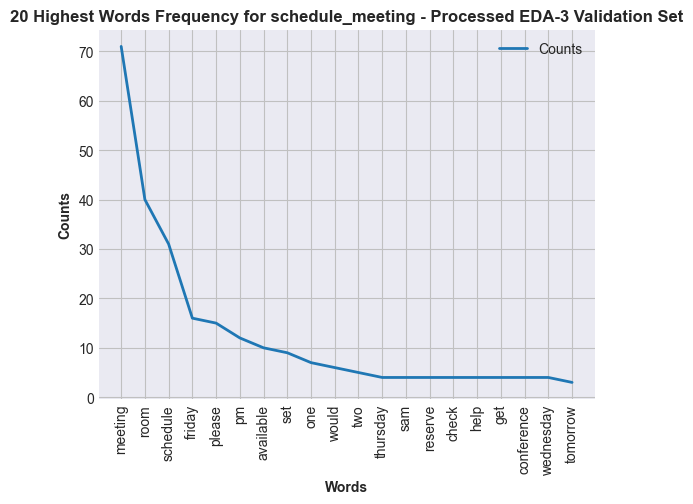 20 Highest Words Frequency for schedule_meeting - Processed EDA-3 Validation Set
Counts
70
60
50
40
30
20
10
0
Counts
meeting
room
schedule
friday
please
pm
available
set
one
would
two
thursday
sam
reserve
check
help
get
conference
wednesday
tomorrow
Words